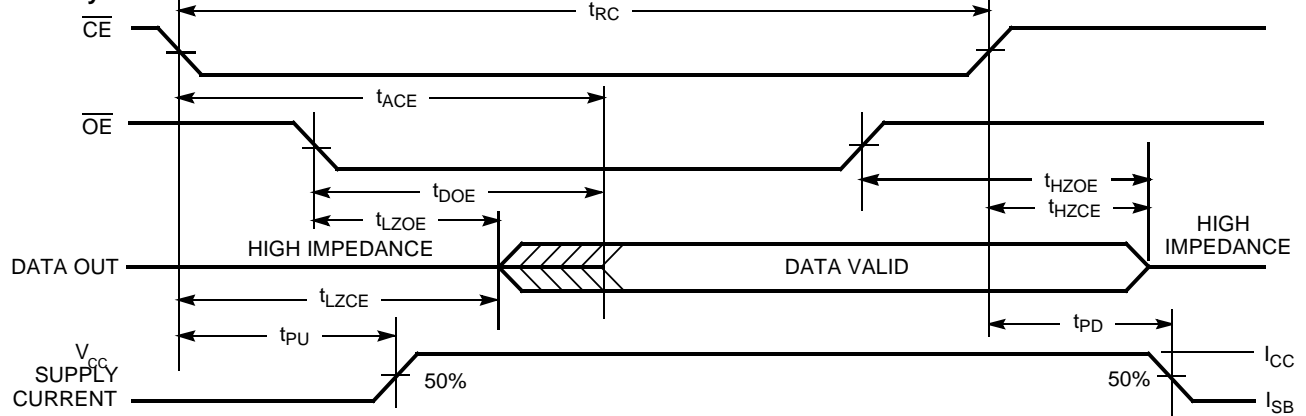 tRC
CE
tACE
OE
tDOE
tHZOE
tLZOE
tHZCE
HIGH IMPEDANCE
HIGH
IMPEDANCE
DATA OUT
DATA VALID
tLZCE
tPU
tPD
VCC
SUPPLY
CURRENT
50%
50%
ICC
ISB